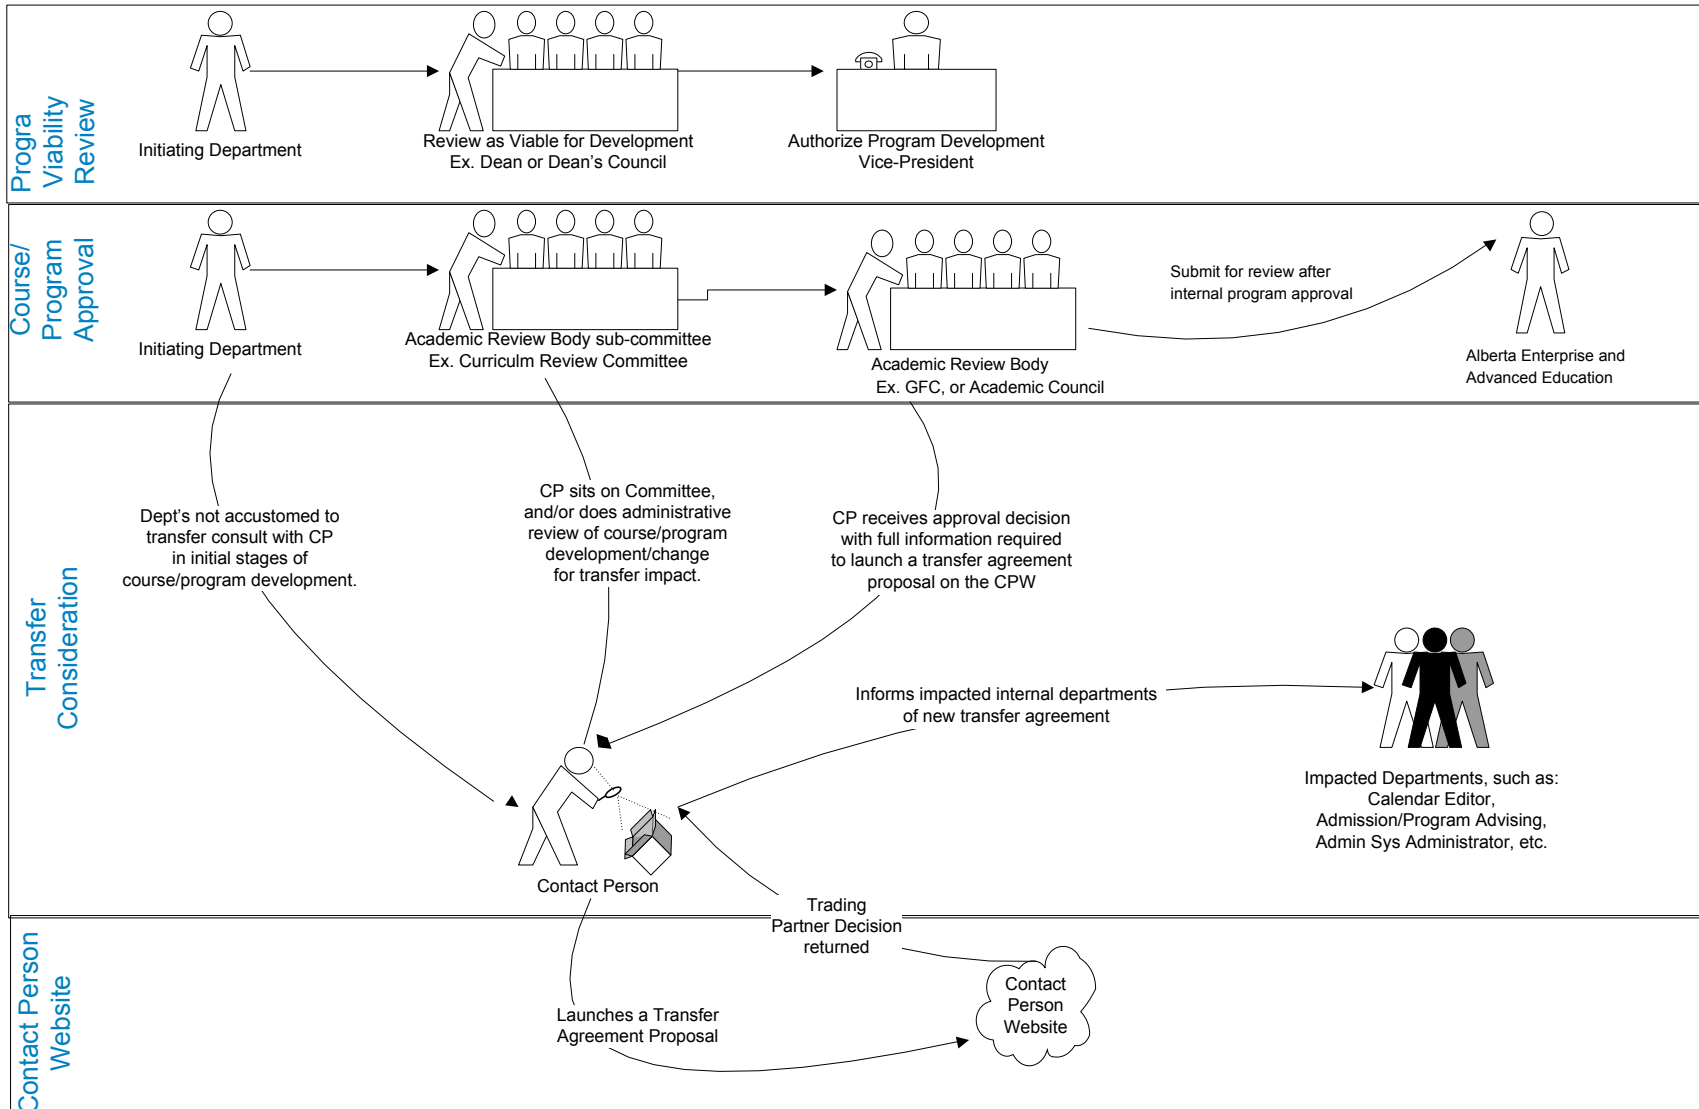 Progra
Viability
Review
Initiating Department
Review as Viable for Development
Ex. Dean or Dean's Council
Authorize Program Development
Vice-President
Course/
Program
Approval
Initiating Department
Academic Review Body sub-committee
Ex. Curriculm Review Committee
Academic Review Body
Ex. GFC, or Academic Council
Submit for review after
internal program approval
Alberta Enterprise and
Advanced Education
Transfer
Consideration
Dept's not accustomed to
transfer consult with CP
in initial stages of
course/program development.
CP sits on Committee,
and/or does administrative
review of course/program
development/change
for transfer impact.
CP receives approval decision
with full information required
to launch a transfer agreement
proposal on the CPW
Informs impacted internal departments
of new transfer agreement
Impacted Departments, such as:
Calendar Editor,
Admission/Program Advising,
Admin Sys Administrator, etc.
Contact Person
Trading
Partner Decision
returned
Contact Person
Website
Launches a Transfer
Agreement Proposal
Contact
Person
Website